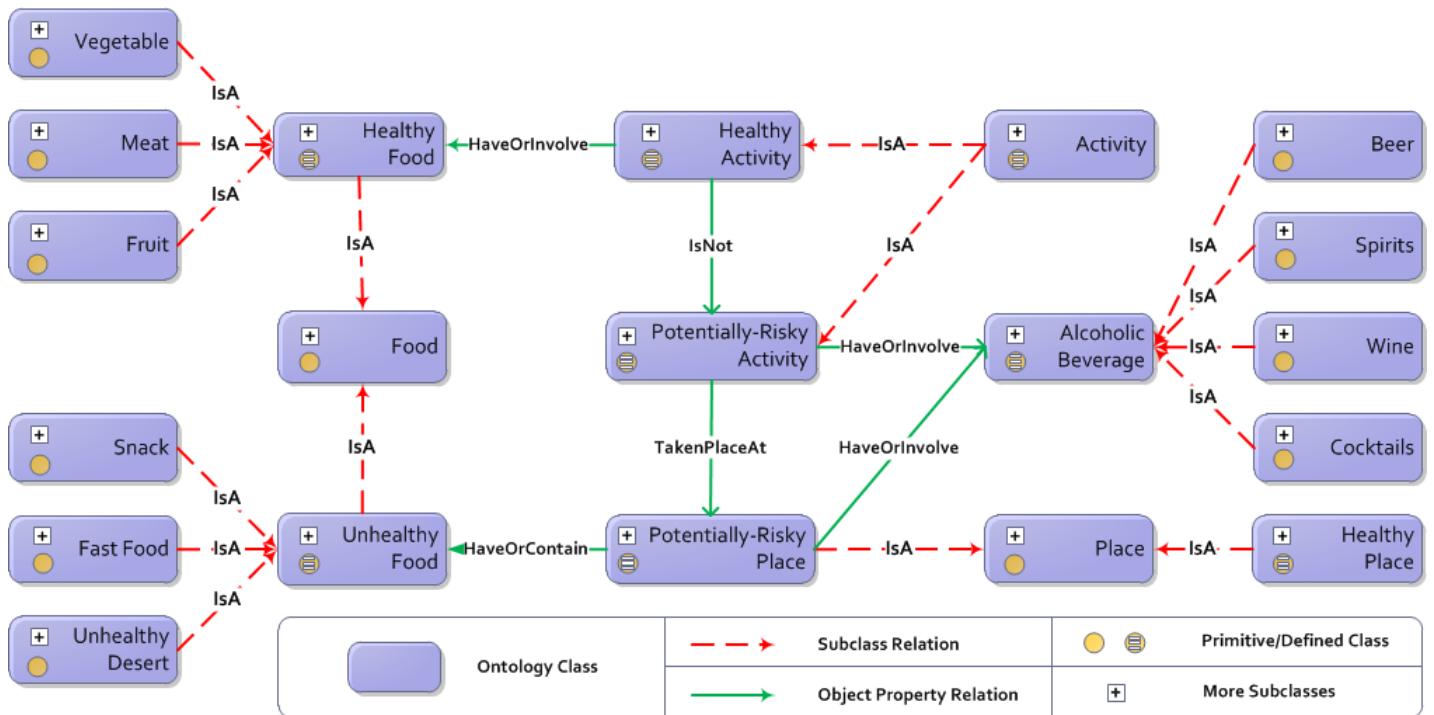 Vegetable
IsA
Meat
IsA
Healthy
Food
HaveOrInvolve
Healthy
Activity
IsA
Activity
Beer
IsA
Fruit
IsA
IsNot
IsA
IsA
Spirits
IsA
Food
Potentially-Risky
Activity
HaveOrInvolve
Alcoholic
Beverage
IsA
Wine
IsA
Snack
IsA
TakenPlaceAt
HaveOrInvolve
Cocktails
IsA
Fast Food
IsA
Unhealthy
Food
HaveOrContain
Potentially-Risky
Place
IsA
Place
IsA
Healthy
Place
IsA
Unhealthy
Desert
Ontology Class
Subclass Relation
Object Property Relation
Primitive/Defined Class
More Subclasses